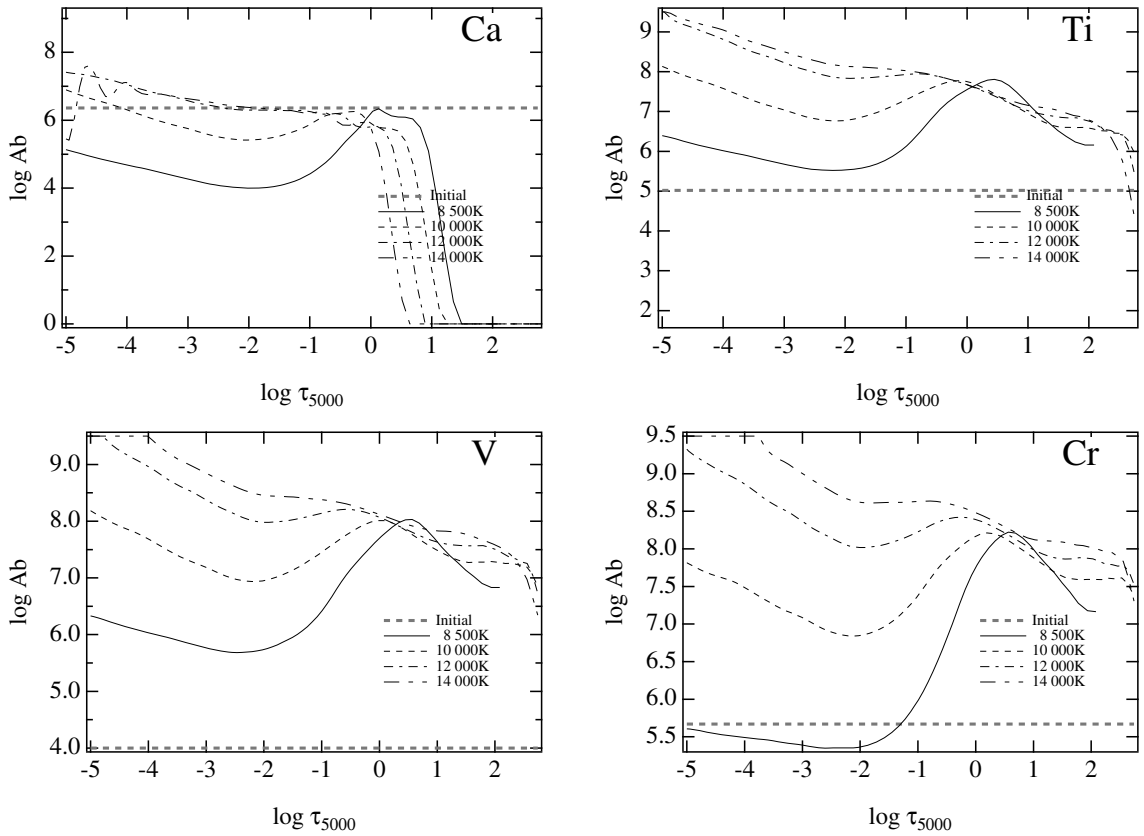 Ca
8
6
4
2
0
log Ab
Initial
8 500K
10 000K
12 000K
14 000K
-5 -4 -3 -2 -1 0 1 2
log τ5000
Ti
9
8
7
6
5
4
3
2
log Ab
Initial
8 500K
10 000K
12 000K
14 000K
-5 -4 -3 -2 -1 0 1 2
log τ5000
V
9.0
8.0
7.0
6.0
5.0
4.0
log Ab
Initial
8 500K
10 000K
12 000K
14 000K
-5 -4 -3 -2 -1 0 1 2
log τ5000
Cr
9.5
9.0
8.5
8.0
7.5
7.0
6.5
6.0
5.5
log Ab
Initial
8 500K
10 000K
12 000K
14 000K
-5 -4 -3 -2 -1 0 1 2
log τ5000